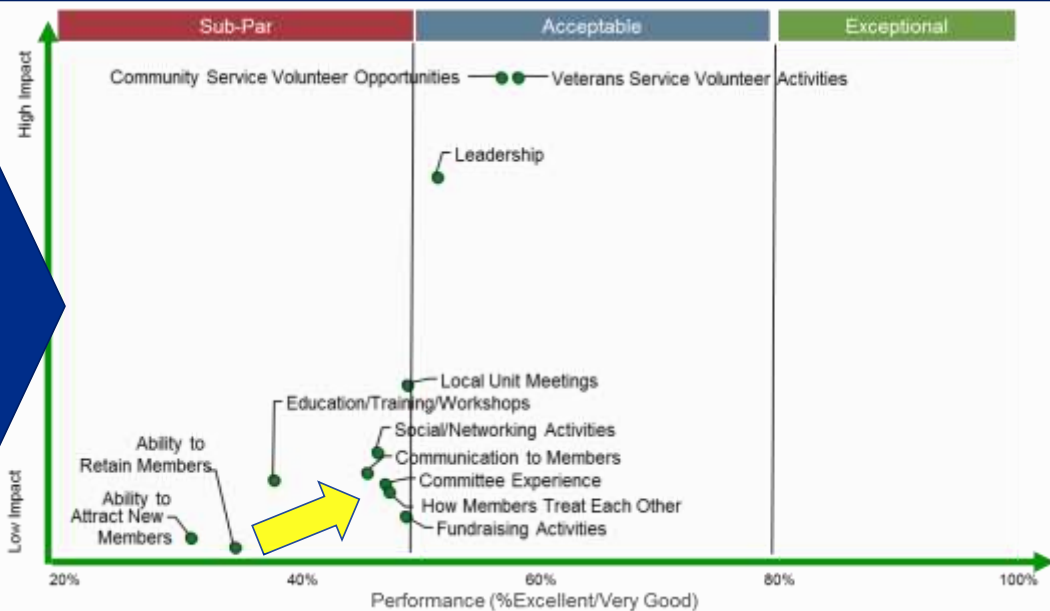 Sub-Par
Acceptable
Exceptional
High Impact
Community Service Volunteer Opportunities
Veterans Service Volunteer Activities
Leadership
Local Unit Meetings
Education/Training/Workshops
Social/Networking Activities
Ability to
Retain Members
Communication to Members
Committee Experience
Ability to
Attract New
Members
How Members Treat Each Other
Fundraising Activities
Low Impact
20%
40%
60%
80%
100%
Performance (%Excellent/Very Good)